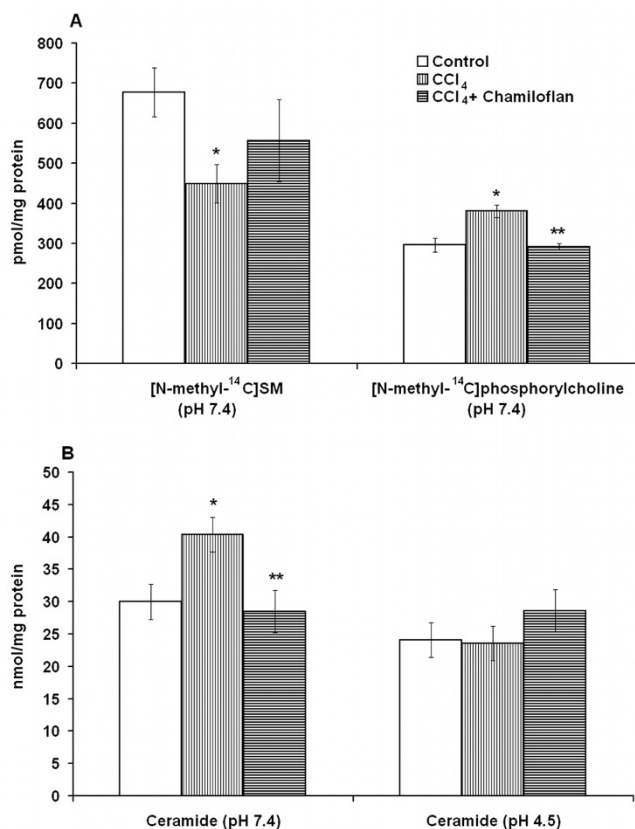 A
800
700
600
500
400
300
200
100
0
pmol/mg protein
Control
CCl₄
CCl₄+ Chamiloflan
*
*
**
[N-methyl-¹⁴C]SM
(pH 7.4)
[N-methyl-¹⁴C]phosphorylcholine
(pH 7.4)
B
50
45
40
35
30
25
20
15
10
5
0
nmol/mg protein
*
**
Ceramide (pH 7.4)
Ceramide (pH 4.5)